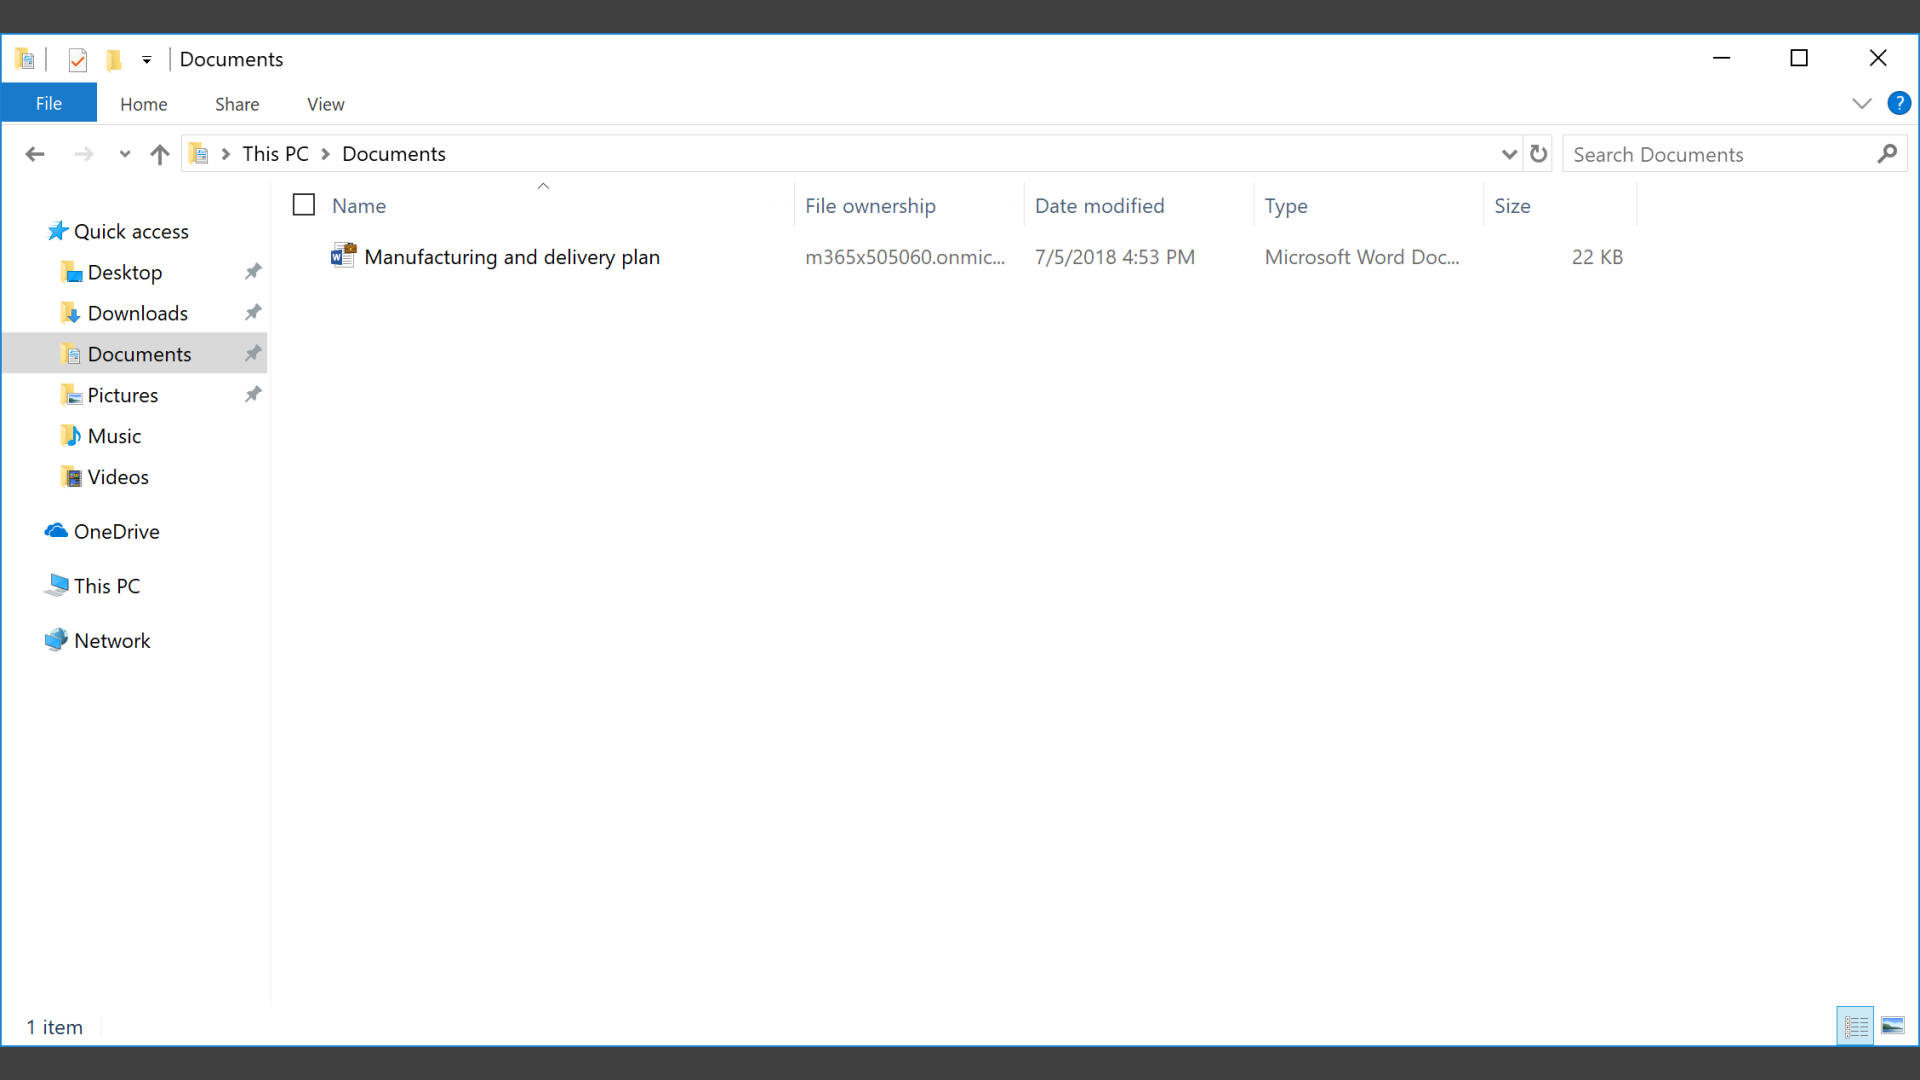 Documents
File Home Share View
?
This PC Documents
Search Documents
Name File ownership Date modified Type Size
Manufacturing and delivery plan m365x505060.onmic... 7/5/2018 4:53 PM Microsoft Word Doc... 22 KB
Quick access
Desktop
Downloads
Documents
Pictures
Music
Videos
OneDrive
This PC
Network
1 item